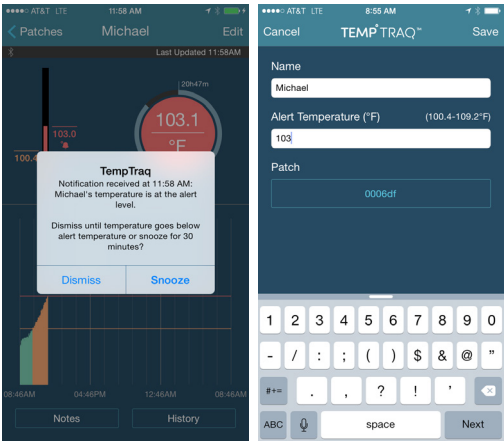 AT&T LTE 11:58 AM
Patches Michael Edit
Last Updated 11:58AM
20h47m
103.1
°F
103.0
100.4
TempTraq
Notification received at 11:58 AM:
Michael's temperature is at the alert
level.
Dismiss until temperature goes below
alert temperature or snooze for 30
minutes?
Dismiss Snooze
08:46AM 04:46PM 12:46AM 08:46AM
Notes History
AT&T LTE 8:55 AM
Cancel TEMP°TRAQ™ Save
Name
Michael
Alert Temperature (°F) (100.4-109.2°F)
103
Patch
0006df
1 2 3 4 5 6 7 8 9 0
- / : ; ( ) $ & @ "
#+= . , ? ! '
ABC space Next